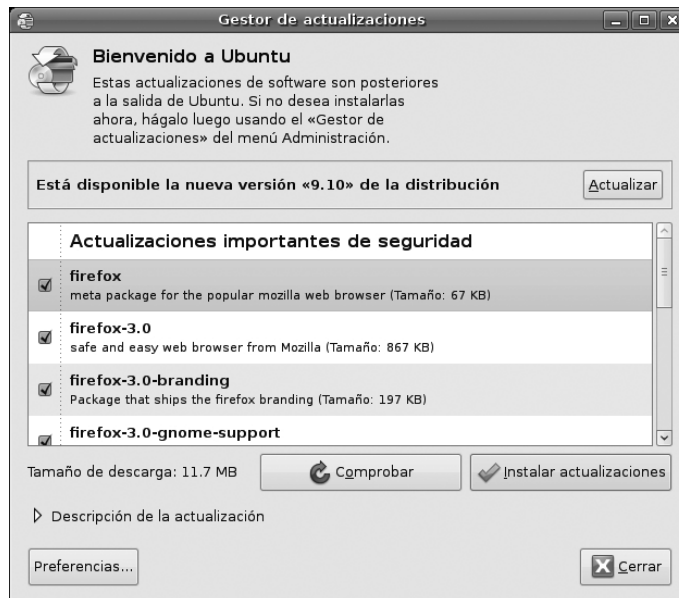 Gestor de actualizaciones
Bienvenido a Ubuntu
Estas actualizaciones de software son posteriores
a la salida de Ubuntu. Si no desea instalarlas
ahora, hágalo luego usando el «Gestor de
actualizaciones» del menú Administración.
Está disponible la nueva versión «9.10» de la distribución
Actualizar
Actualizaciones importantes de seguridad
firefox
meta package for the popular mozilla web browser (Tamaño: 67 KB)
firefox-3.0
safe and easy web browser from Mozilla (Tamaño: 867 KB)
firefox-3.0-branding
Package that ships the firefox branding (Tamaño: 197 KB)
firefox-3.0-gnome-support
Tamaño de descarga: 11.7 MB
Comprobar
Instalar actualizaciones
Descripción de la actualización
Preferencias...
Cerrar